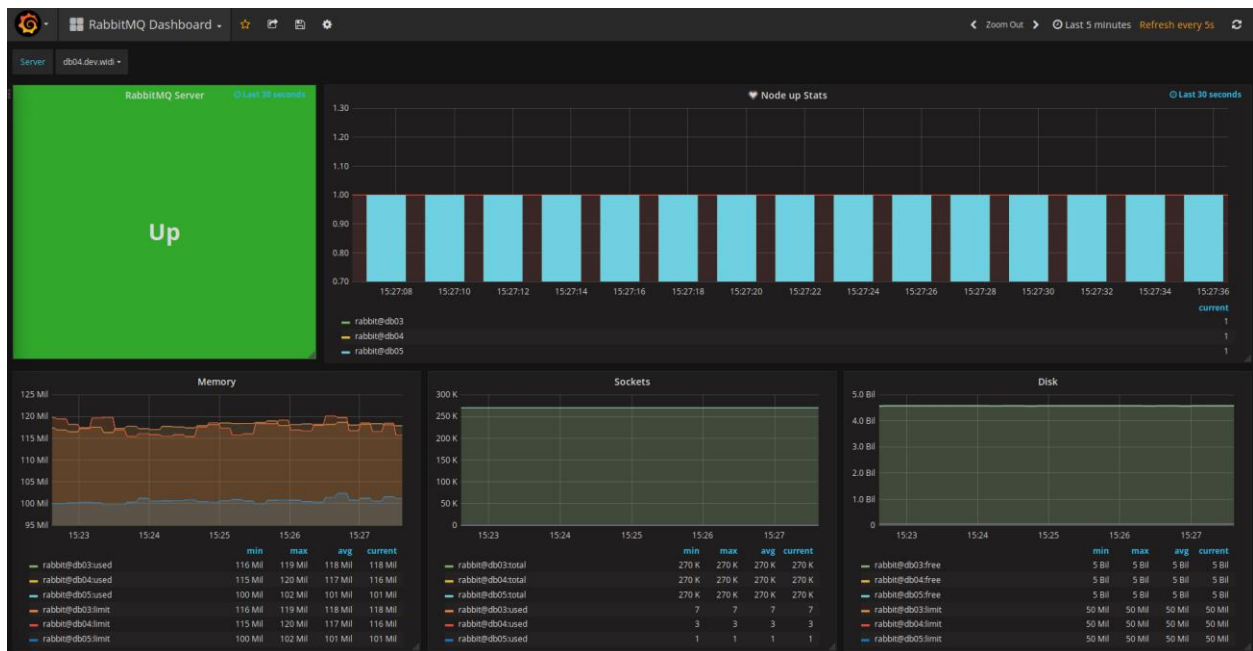 RabbitMQ Dashboard
Zoom Out Last 5 minutes Refresh every 5s
Server db04.dev.widi
RabbitMQ Server Last 30 seconds
Up
Node up Stats Last 30 seconds
1.30
1.20
1.10
1.00
0.90
0.80
0.70
15:27:08 15:27:10 15:27:12 15:27:14 15:27:16 15:27:18 15:27:20 15:27:22 15:27:24 15:27:26 15:27:28 15:27:30 15:27:32 15:27:34 15:27:36
current
rabbit@db03 1
rabbit@db04 1
rabbit@db05 1
Memory
125 Mil
120 Mil
115 Mil
110 Mil
105 Mil
100 Mil
95 Mil
15:23 15:24 15:25 15:26 15:27
min max avg current
rabbit@db03:used 116 Mil 119 Mil 118 Mil 118 Mil
rabbit@db04:used 115 Mil 120 Mil 117 Mil 116 Mil
rabbit@db05:used 100 Mil 102 Mil 101 Mil 101 Mil
rabbit@db03:limit 116 Mil 119 Mil 118 Mil 118 Mil
rabbit@db04:limit 115 Mil 120 Mil 117 Mil 116 Mil
rabbit@db05:limit 100 Mil 102 Mil 101 Mil 101 Mil
Sockets
300 K
250 K
200 K
150 K
100 K
50 K
0
15:23 15:24 15:25 15:26 15:27
min max avg current
rabbit@db03:total 270 K 270 K 270 K 270 K
rabbit@db04:total 270 K 270 K 270 K 270 K
rabbit@db05:total 270 K 270 K 270 K 270 K
rabbit@db03:used 7 7 7 7
rabbit@db04:used 3 3 3 3
rabbit@db05:used 1 1 1 1
Disk
5.0 Bil
4.0 Bil
3.0 Bil
2.0 Bil
1.0 Bil
0
15:23 15:24 15:25 15:26 15:27
min max avg current
rabbit@db03:free 5 Bil 5 Bil 5 Bil 5 Bil
rabbit@db04:free 5 Bil 5 Bil 5 Bil 5 Bil
rabbit@db05:free 5 Bil 5 Bil 5 Bil 5 Bil
rabbit@db03:limit 50 Mil 50 Mil 50 Mil 50 Mil
rabbit@db04:limit 50 Mil 50 Mil 50 Mil 50 Mil
rabbit@db05:limit 50 Mil 50 Mil 50 Mil 50 Mil